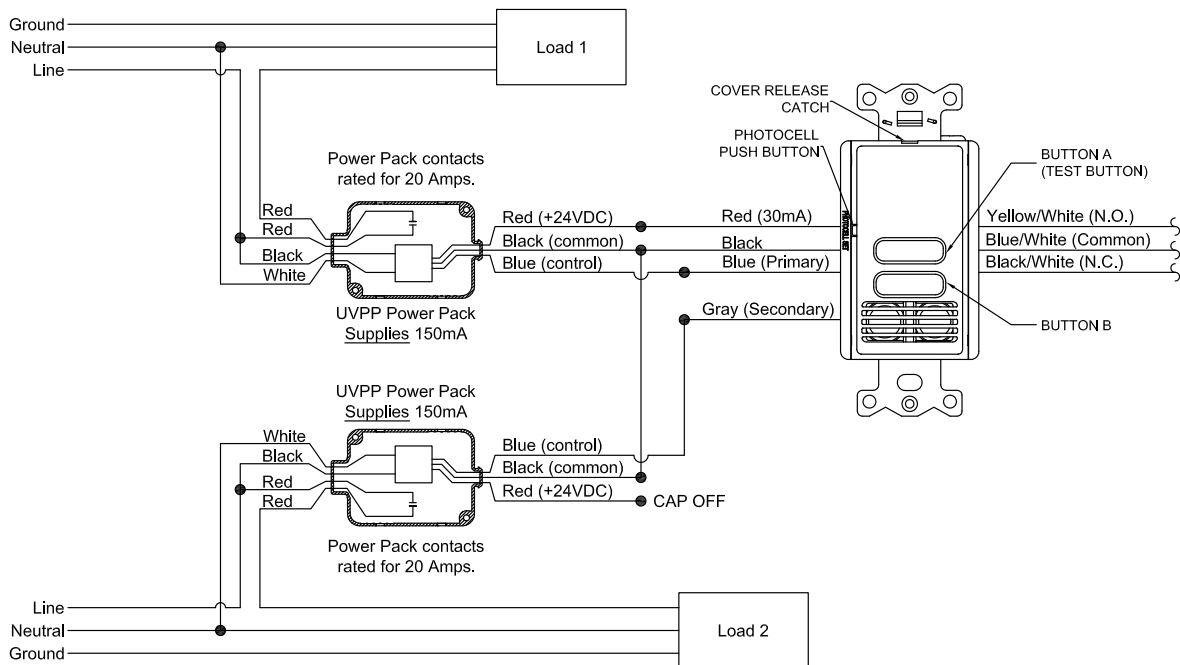 Ground
Neutral
Line
Load 1
COVER RELEASE
CATCH
PHOTOCELL
PUSH BUTTON
BUTTON A
(TEST BUTTON)
Power Pack contacts
rated for 20 Amps.
Red
Red
Black
White
Red (+24VDC)
Black (common)
Blue (control)
Red (30mA)
Black
Blue (Primary)
Gray (Secondary)
Yellow/White (N.O.)
Blue/White (Common)
Black/White (N.C.)
BUTTON B
UVPP Power Pack
Supplies 150mA
UVPP Power Pack
Supplies 150mA
White
Black
Red
Red
Blue (control)
Black (common)
Red (+24VDC)
CAP OFF
Power Pack contacts
rated for 20 Amps.
Line
Neutral
Ground
Load 2